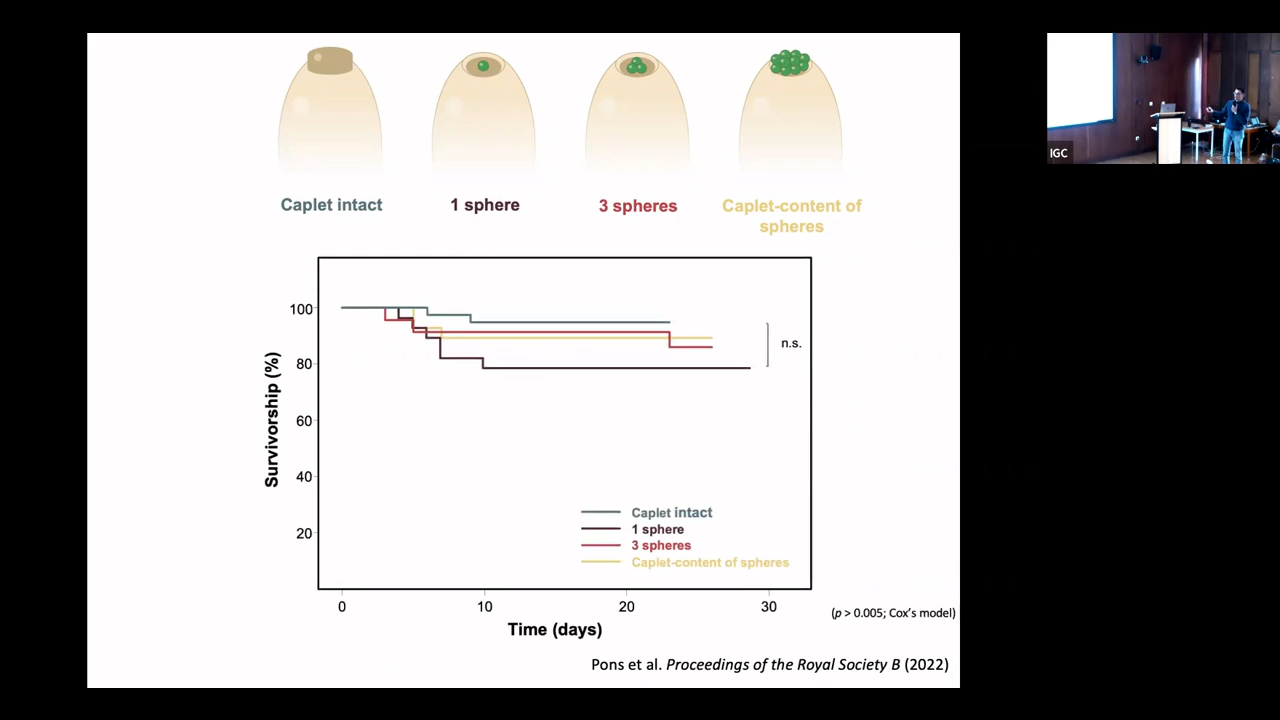 Caplet intact
1 sphere
3 spheres
Caplet-content of
spheres
IGC
100
80
60
40
20
Survivorship (%)
n.s.
Caplet intact
1 sphere
3 spheres
Caplet-content of spheres
0
10
20
30
Time (days)
(p > 0.005; Cox's model)
Pons et al. Proceedings of the Royal Society B (2022)